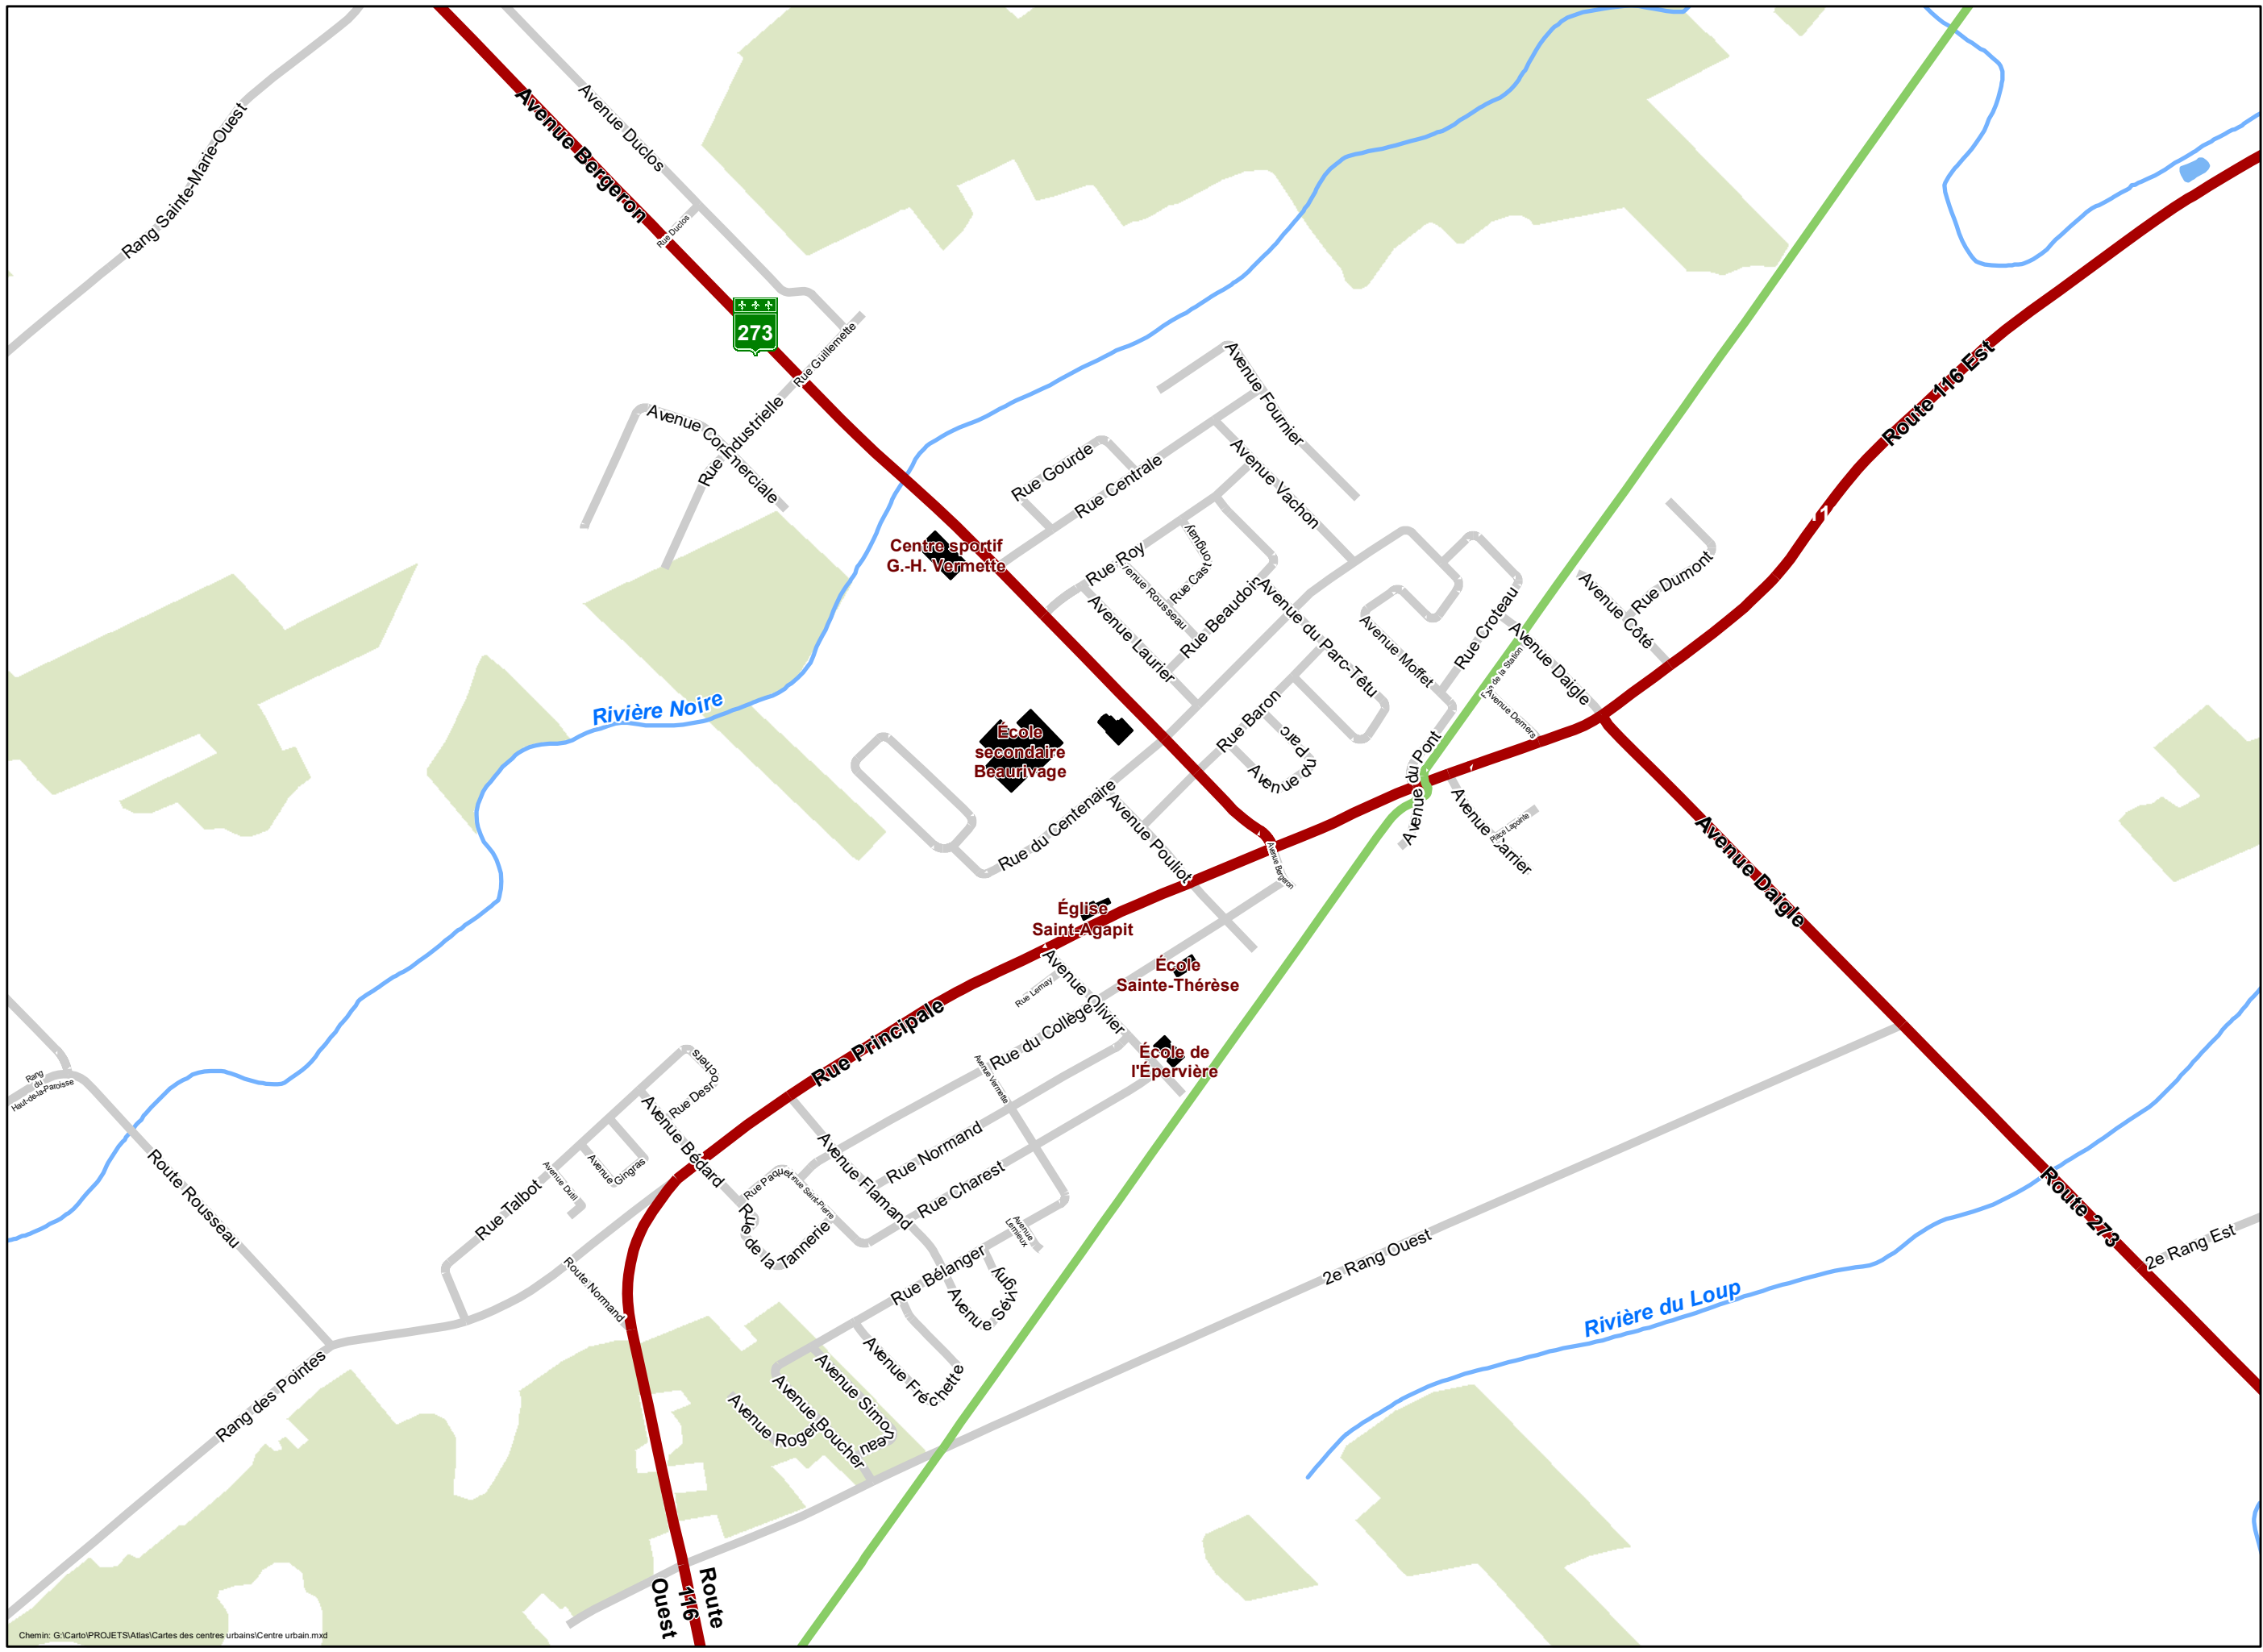 Avenue Bergeron
Avenue Duclos
Rang Sainte-Marie-Ouest
Rue Duclos
273
Rue Guillemette
Avenue Commerciale
Rue Industrielle
Avenue Fournier
Route 116 Est
Rue Gourde
Rue Centrale
Avenue Vachon
Centre sportif
G.-H. Vermette
Rue Roy
Rue Castonguay
Avenue Rousseau
Avenue Laurier
Rue Beaudoin
Avenue du Parc-Têtu
Avenue Moffet
Rue Croteau
Avenue Daigle
Avenue Côté
Rue Dumont
de la Station
Avenue Demers
Rivière Noire
École
secondaire
Beaurivage
Rue Baron
Avenue du Parc
Avenue du Pont
Rue du Centenaire
Avenue Pouliot
Avenue Bergeron
Avenue Carrier
Place Lapointe
Avenue Daigle
Église
Saint-Agapit
Avenue Olivier
Rue Lemay
École
Sainte-Thérèse
Rue Principale
Rue du Collège
École de
l'Épervière
Avenue Vermette
Rang
du
Haut-de-la-Paroisse
Rue Desrochers
Avenue Bédard
Avenue Gingras
Avenue Dutil
Rue Talbot
Route Rousseau
Rue Paquet
Avenue Saint-Pierre
Avenue Flamand
Rue Normand
Rue Charest
Rue de la Tannerie
Avenue
Lemieux
Rue Bélanger
Avenue Sévigny
Route Normand
2e Rang Ouest
Route 273
2e Rang Est
Rivière du Loup
Rang des Pointes
Avenue Fréchette
Avenue Simoneau
Avenue Boucher
Avenue Roger
Route
116
Ouest
Chemin: G:\Carto\PROJETS\Atlas\Cartes des centres urbains\Centre urbain.mxd